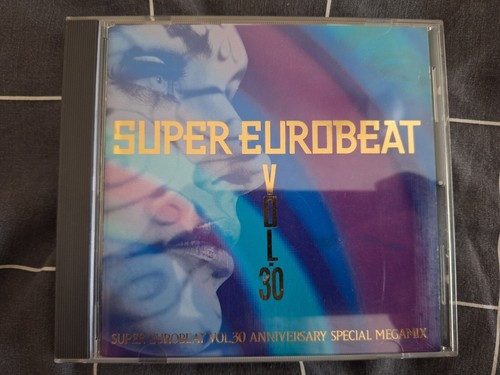 SUPER EUROBEAT
VOL.30
SUPER EUROBEAT VOL.30 ANNIVERSARY SPECIAL MEGAMIX